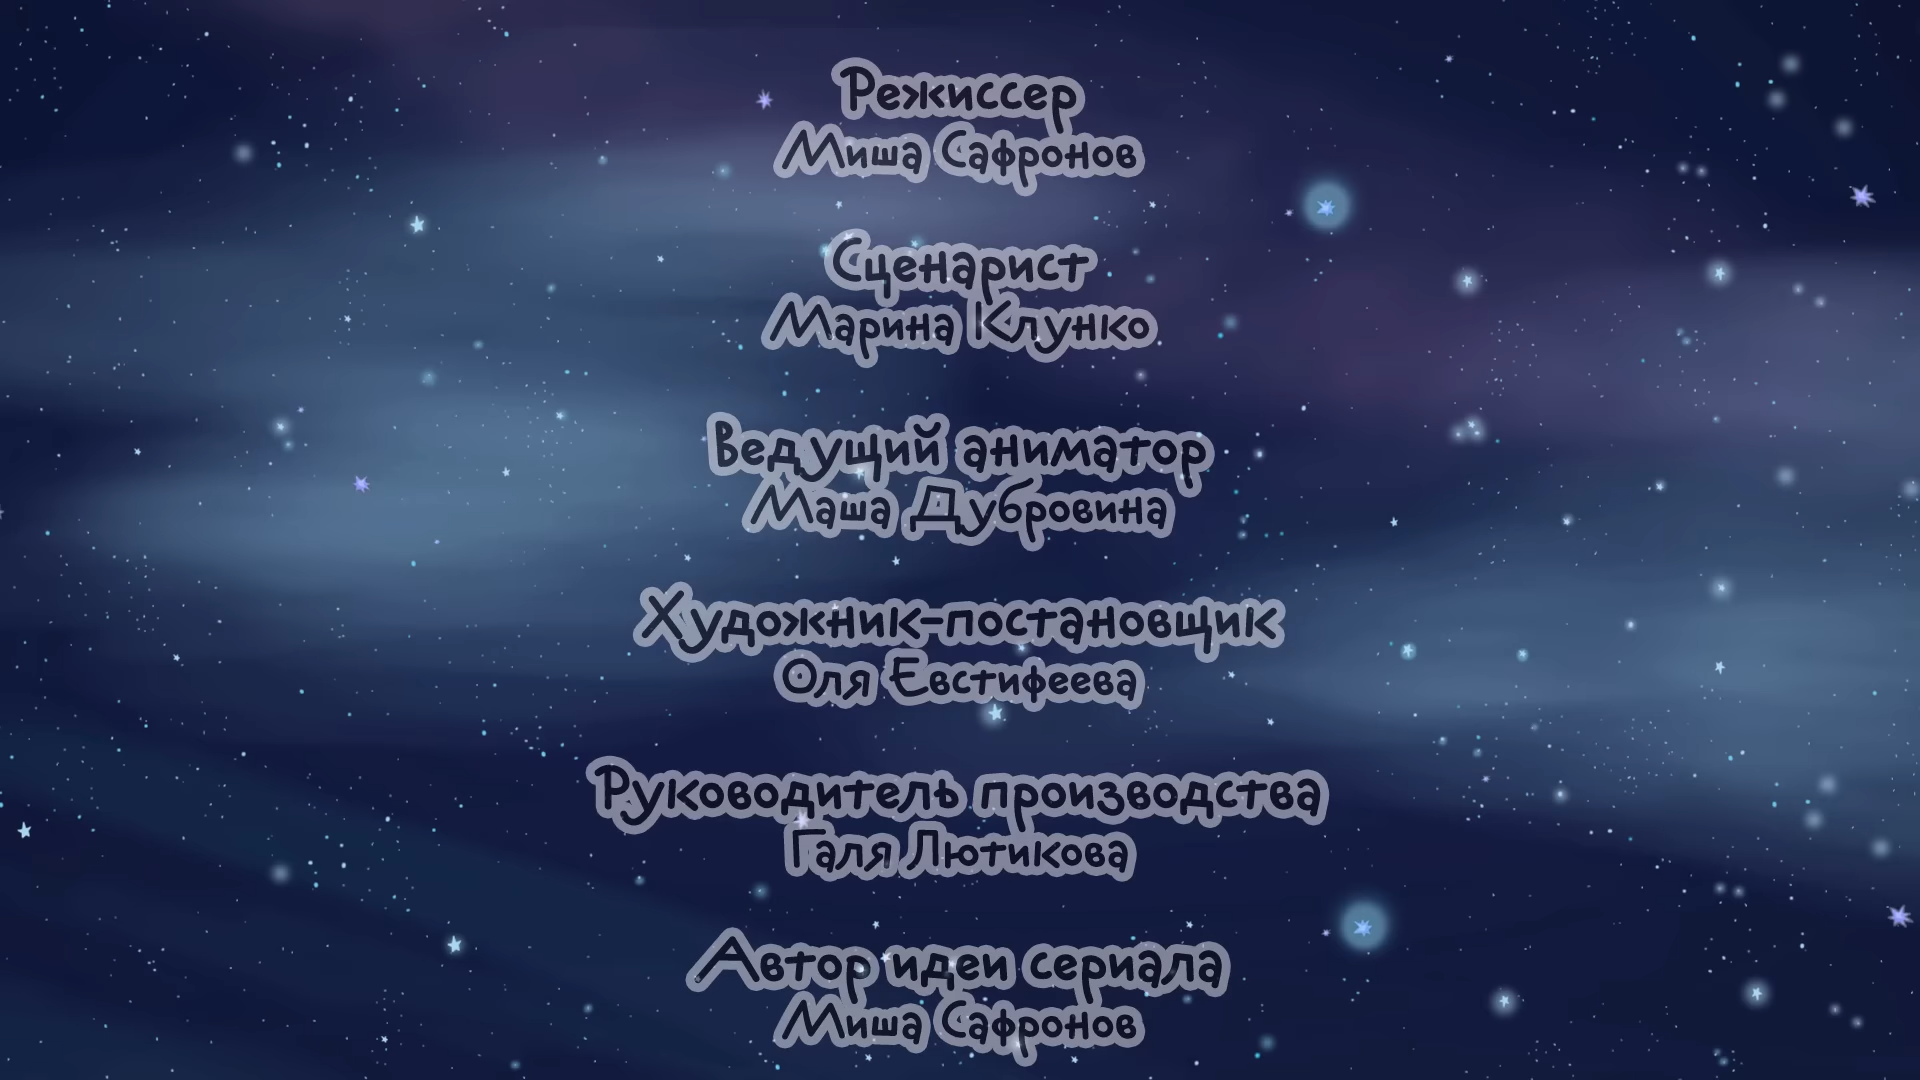 Режиссер
Миша Сафронов
Сценарист
Марина Клунко
Ведущий аниматор
Маша Дубровина
Художник-постановщик
Оля Евстифеева
Руководитель производства
Галя Лютикова
Автор идеи сериала
Миша Сафронов